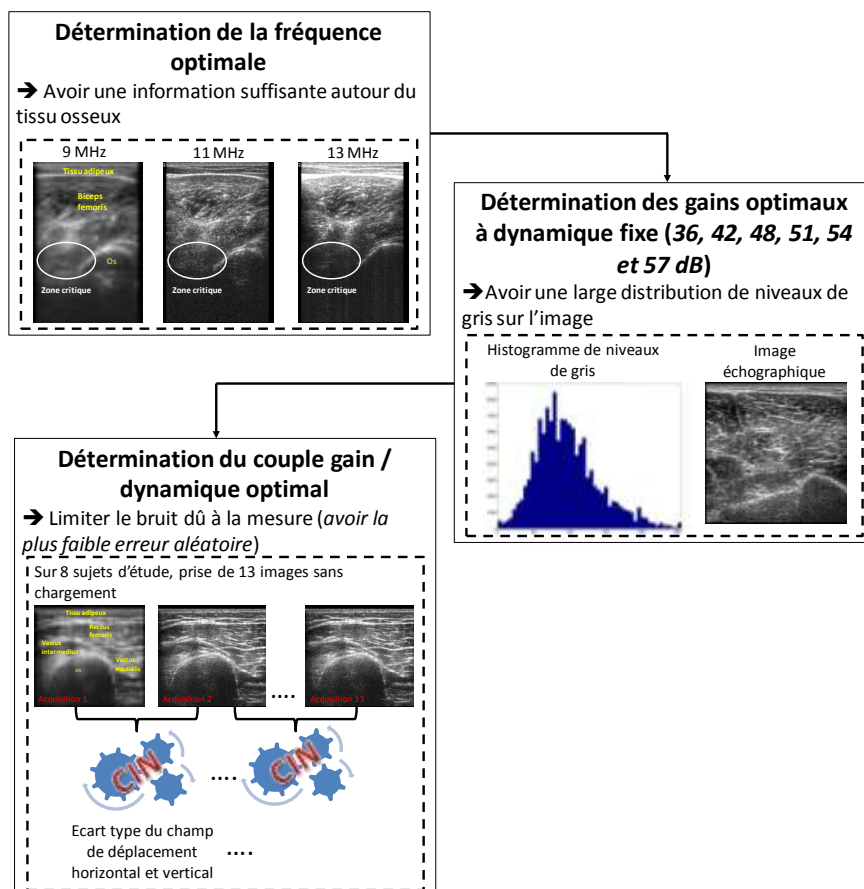 Détermination de la fréquence
optimale
➔ Avoir une information suffisante autour du
tissu osseux
9 MHz 11 MHz 13 MHz
Tissu adipeux
Biceps
femoris
Os
Zone critique Zone critique Zone critique
Détermination des gains optimaux
à dynamique fixe (36, 42, 48, 51, 54
et 57 dB)
➔Avoir une large distribution de niveaux de
gris sur l'image
Histogramme de niveaux
de gris
Image
échographique
Détermination du couple gain /
dynamique optimal
➔ Limiter le bruit dû à la mesure (avoir la
plus faible erreur aléatoire)
Sur 8 sujets d'étude, prise de 13 images sans
chargement
Tissu adipeux
Rectus
femoris
Vastus
intermedius
Vastus
medialis
os
Acquisition 1 Acquisition 2 .... Acquisition 13
CIN .... CIN
Ecart type du champ
de déplacement
horizontal et vertical
....